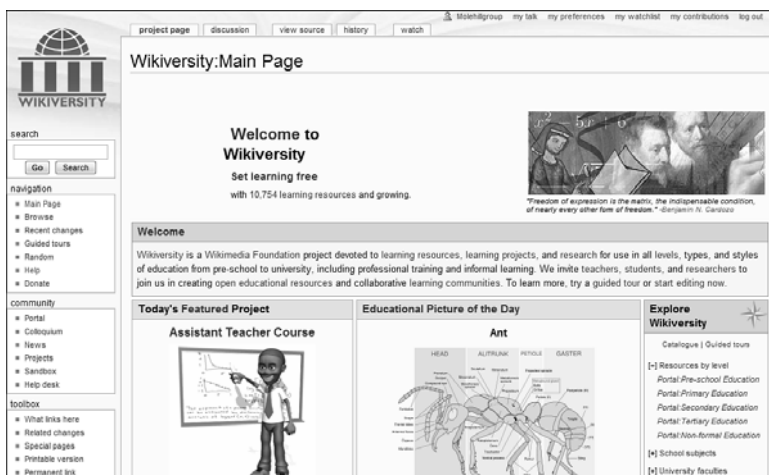 Molehillgroup my talk my preferences my watchlist my contributions log out
project page discussion view source history watch
WIKIVERSITY
Wikiversity:Main Page
search
Go Search
navigation
Main Page
Browse
Recent changes
Guided tours
Random
Help
Donate
community
Portal
Colloquium
News
Projects
Sandbox
Help desk
toolbox
What links here
Related changes
Special pages
Printable version
Permanent link
Welcome to
Wikiversity
Set learning free
with 10,754 learning resources and growing.
x² − 5x + 6
"Freedom of expression is the matrix, the indispensable condition,
of nearly every other form of freedom." -Benjamin N. Cardozo
Welcome
Wikiversity is a Wikimedia Foundation project devoted to learning resources, learning projects, and research for use in all levels, types, and styles
of education from pre-school to university, including professional training and informal learning. We invite teachers, students, and researchers to
join us in creating open educational resources and collaborative learning communities. To learn more, try a guided tour or start editing now.
Today's Featured Project
Assistant Teacher Course
Educational Picture of the Day
Ant
HEAD ALITRUNK PETIOLE GASTER
Explore
Wikiversity
Catalogue | Guided tours
[-] Resources by level
Portal:Pre-school Education
Portal:Primary Education
Portal:Secondary Education
Portal:Tertiary Education
Portal:Non-formal Education
[+] School subjects
[+] University faculties